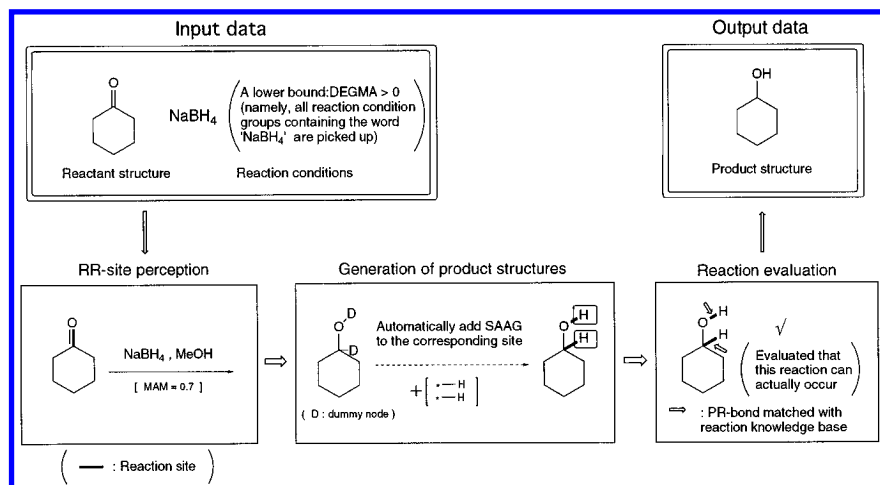 Input data
Output data
O
NaBH4
A lower bound:DEGMA > 0
(namely, all reaction condition
groups containing the word
'NaBH4' are picked up)
Reactant structure
Reaction conditions
OH
Product structure
RR-site perception
Generation of product structures
Reaction evaluation
O
NaBH4 , MeOH
[ MAM = 0.7 ]
D
O
D
( D : dummy node )
Automatically add SAAG
to the corresponding site
+ [ *—H
*—H ]
O
H
H
O
H
H
√
Evaluated that
this reaction can
actually occur
⇒ : PR-bond matched with
reaction knowledge base
( — : Reaction site )